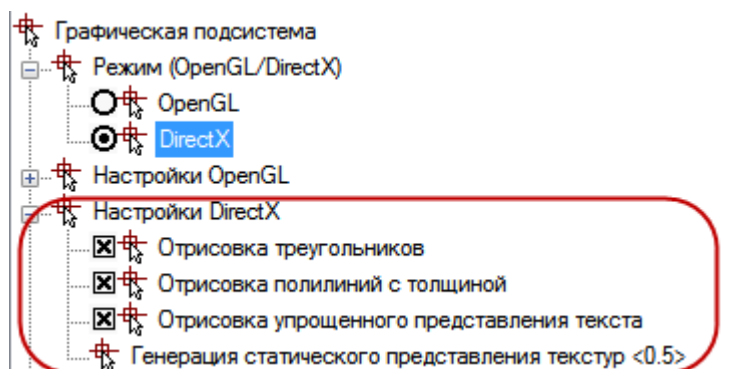 Графическая подсистема
Режим (OpenGL/DirectX)
OpenGL
DirectX
Настройки OpenGL
Настройки DirectX
Отрисовка треугольников
Отрисовка полилиний с толщиной
Отрисовка упрощенного представления текста
Генерация статического представления текстур <0.5>